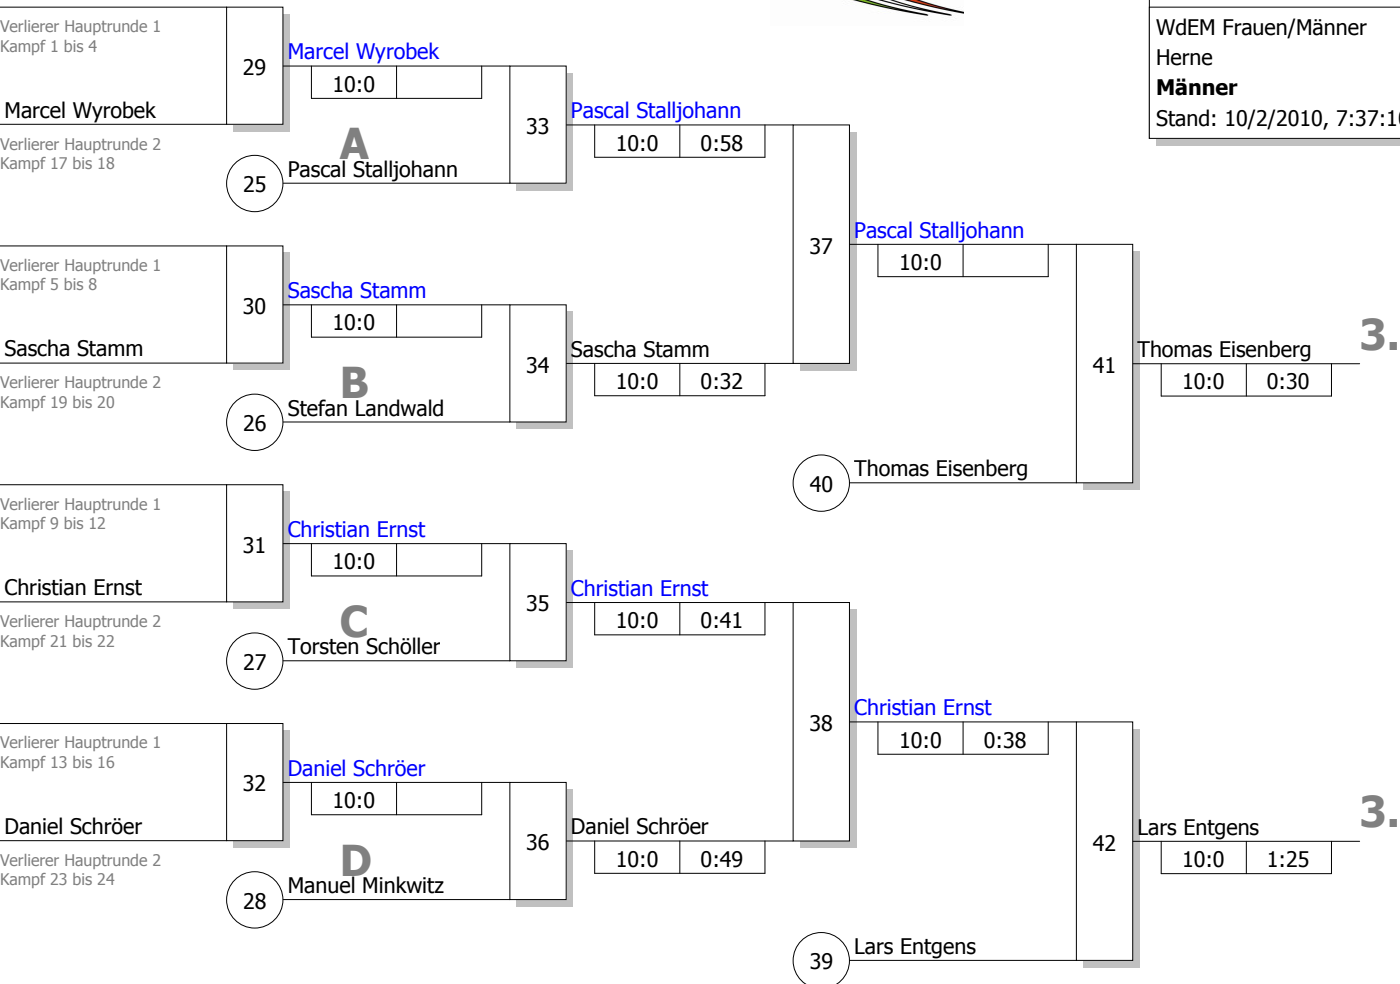 WdEM Frauen/Männer
Herne
Männer
Stand: 10/2/2010, 7:37:1
Verlierer Hauptrunde 1
Kampf 1 bis 4
29
Marcel Wyrobek
10:0
Marcel Wyrobek
Verlierer Hauptrunde 2
Kampf 17 bis 18
A
25
Pascal Stalljohann
33
Pascal Stalljohann
10:0 0:58
Verlierer Hauptrunde 1
Kampf 5 bis 8
30
Sascha Stamm
10:0
Sascha Stamm
Verlierer Hauptrunde 2
Kampf 19 bis 20
B
26
Stefan Landwald
34
Sascha Stamm
10:0 0:32
37
Pascal Stalljohann
10:0
40
Thomas Eisenberg
41
Thomas Eisenberg
10:0 0:30
3.
Verlierer Hauptrunde 1
Kampf 9 bis 12
31
Christian Ernst
10:0
Christian Ernst
Verlierer Hauptrunde 2
Kampf 21 bis 22
C
27
Torsten Schöller
35
Christian Ernst
10:0 0:41
Verlierer Hauptrunde 1
Kampf 13 bis 16
32
Daniel Schröer
10:0
Daniel Schröer
Verlierer Hauptrunde 2
Kampf 23 bis 24
D
28
Manuel Minkwitz
36
Daniel Schröer
10:0 0:49
38
Christian Ernst
10:0 0:38
39
Lars Entgens
42
Lars Entgens
10:0 1:25
3.